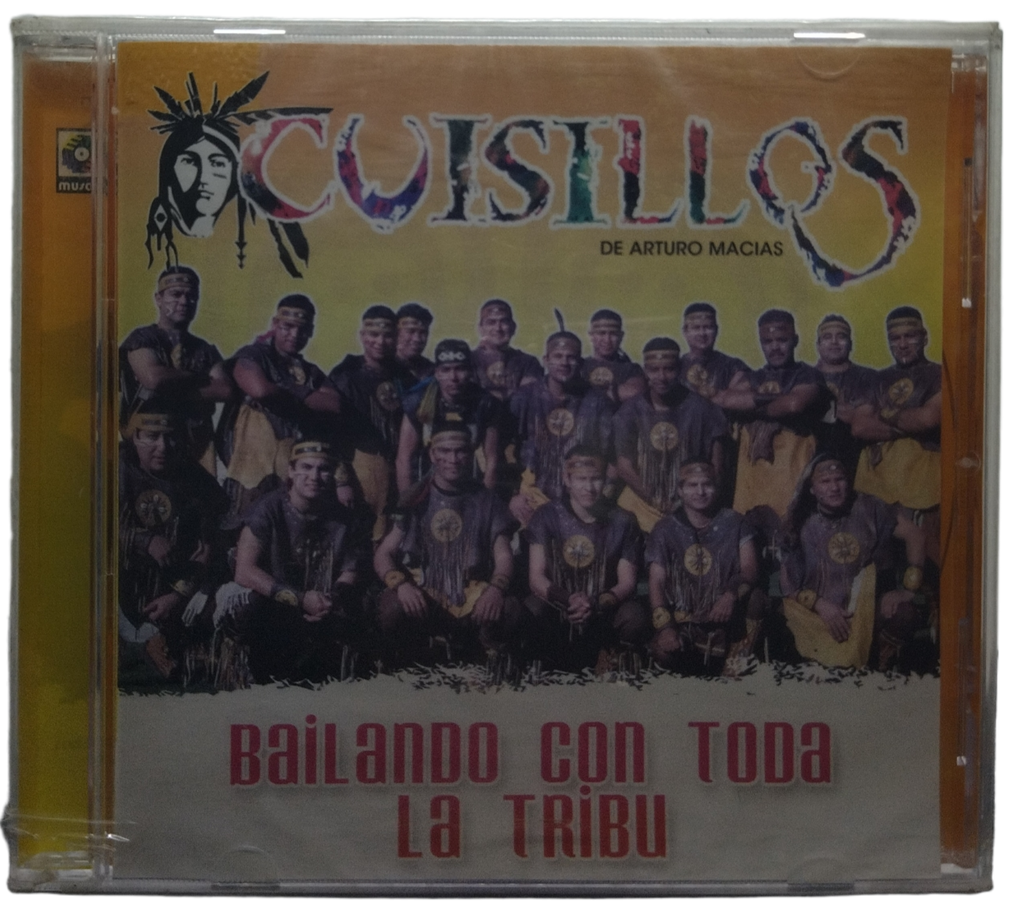 CUISILLOS
DE ARTURO MACIAS
BAILANDO CON TODA
LA TRIBU